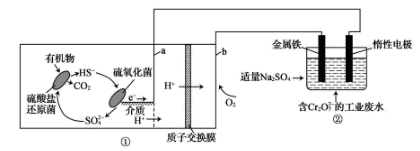 有机物
HS⁻
CO₂
硫氧化菌
硫酸盐
还原菌
SO₄²⁻
e⁻
介质
H⁺
a
H⁺
b
O₂
质子交换膜
①
金属铁
惰性电极
适量Na₂SO₄
含Cr₂O₇²⁻的工业废水
②